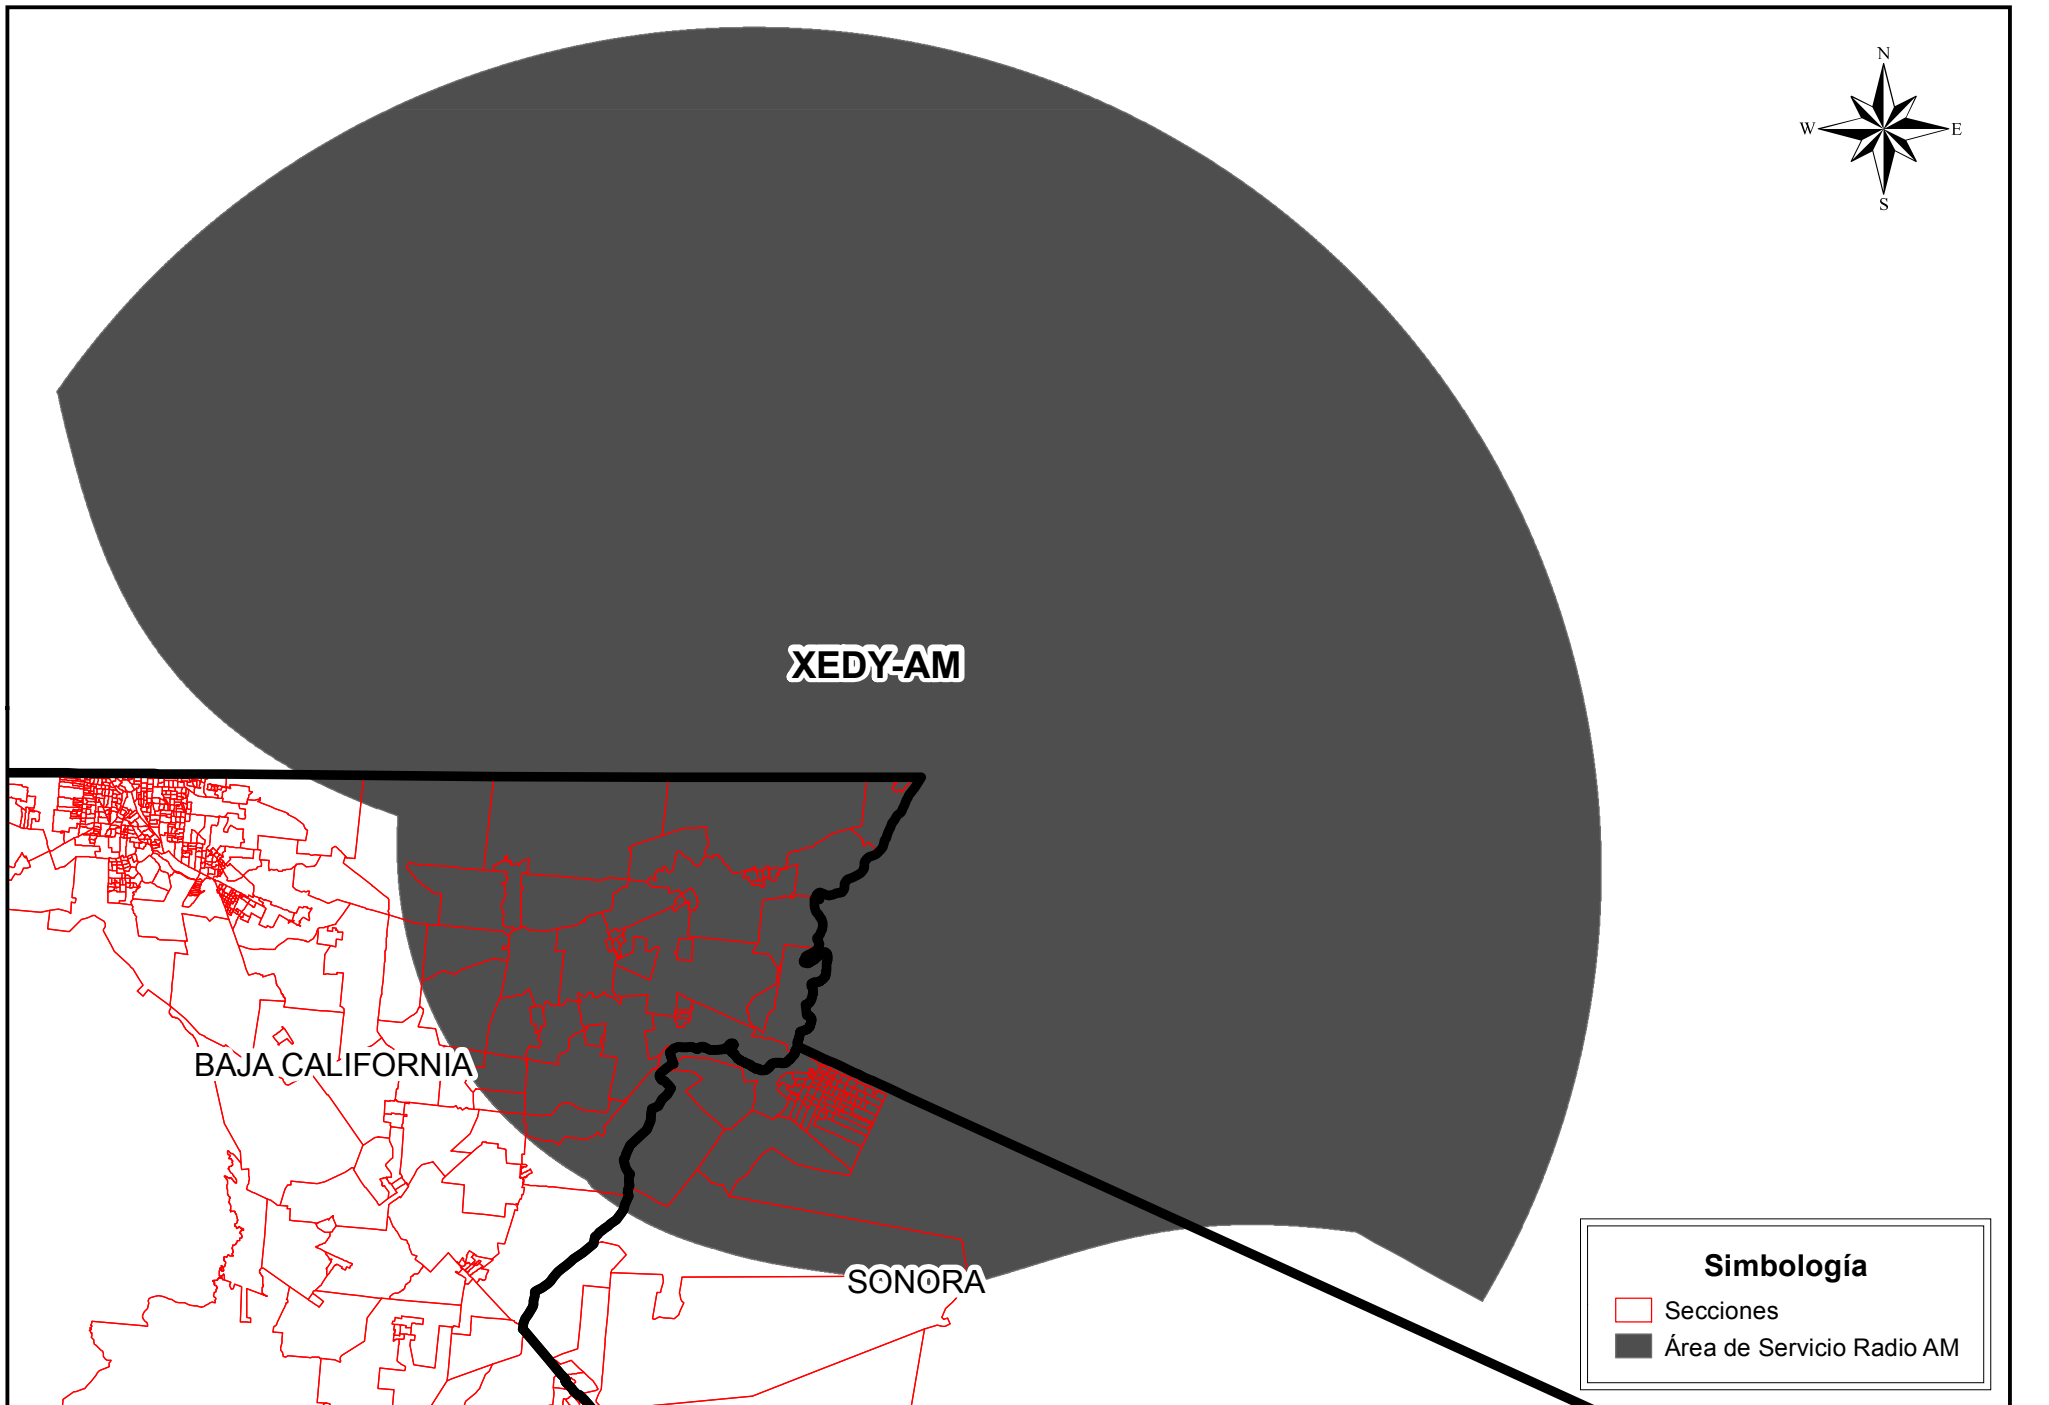 N
W
E
S
XEDY-AM
BAJA CALIFORNIA
SONORA
Simbología
Secciones
Área de Servicio Radio AM